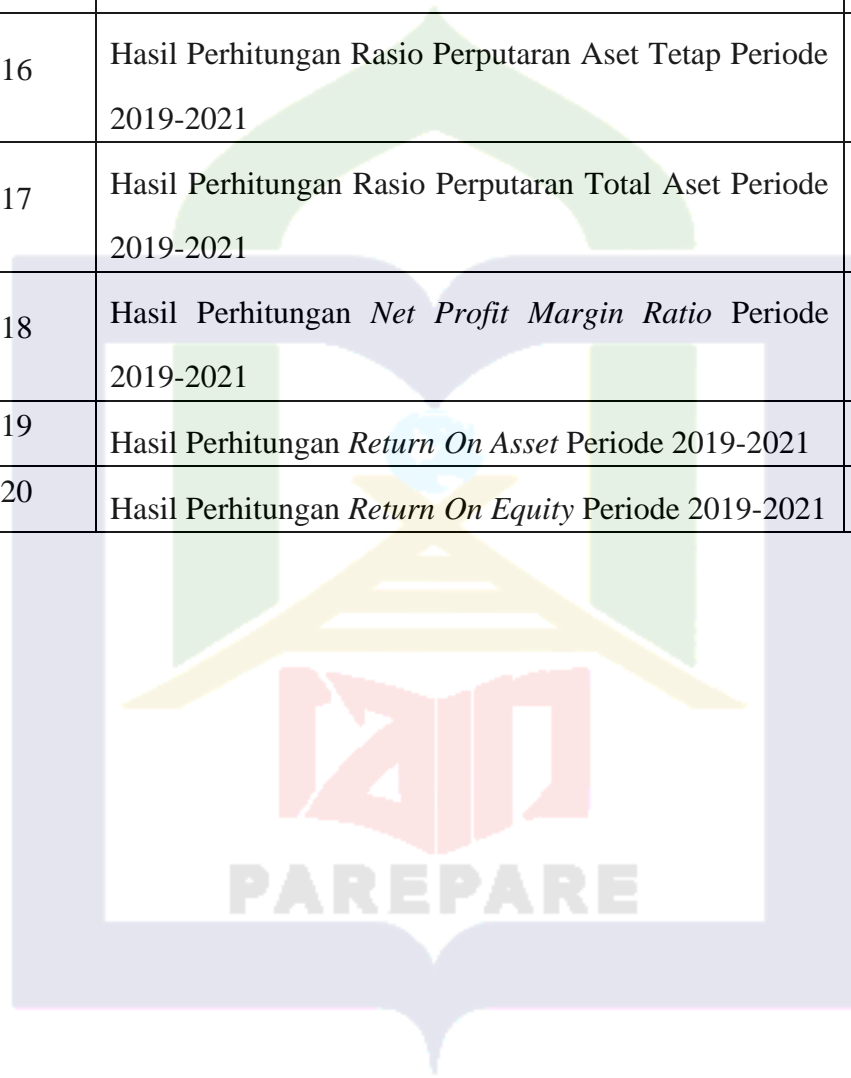 16 Hasil Perhitungan Rasio Perputaran Aset Tetap Periode
2019-2021
17 Hasil Perhitungan Rasio Perputaran Total Aset Periode
2019-2021
18 Hasil Perhitungan Net Profit Margin Ratio Periode
2019-2021
19 Hasil Perhitungan Return On Asset Periode 2019-2021
20 Hasil Perhitungan Return On Equity Periode 2019-2021
iain
PAREPARE